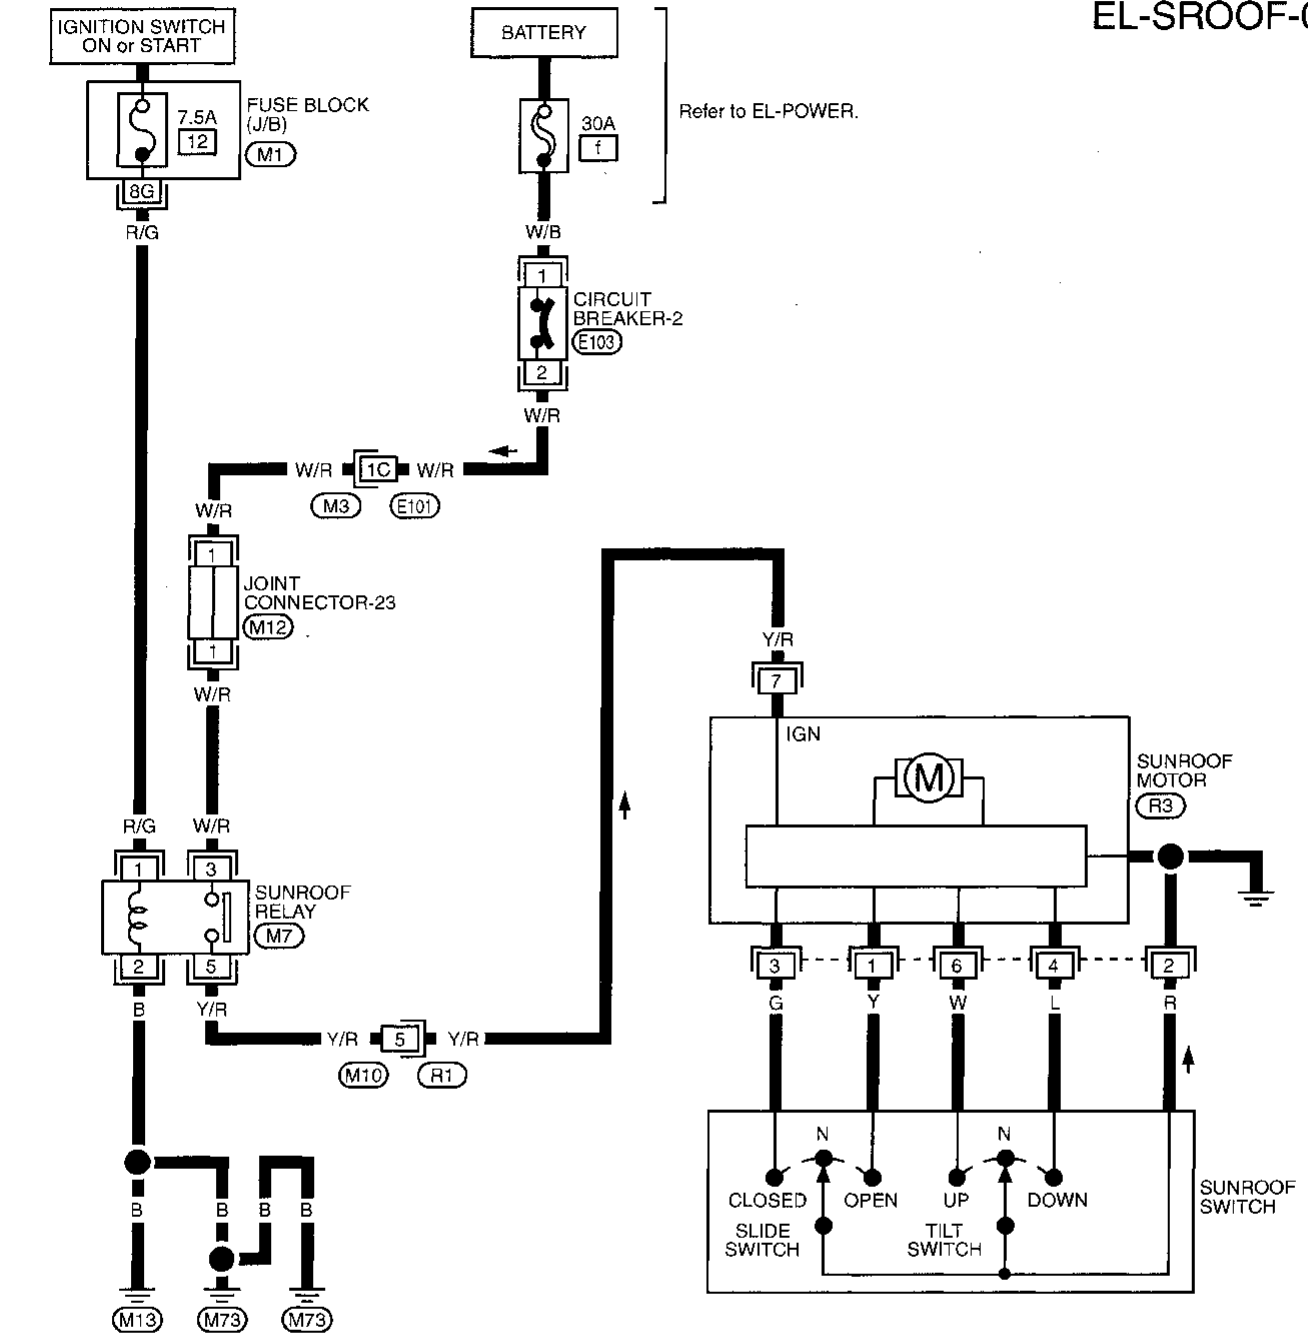 EL-SROOF-0
IGNITION SWITCH
ON or START
BATTERY
7.5A
12
FUSE BLOCK
(J/B)
M1
30A
f
Refer to EL-POWER.
8G
R/G
W/B
1
CIRCUIT
BREAKER-2
E103
2
W/R
W/R
1C
W/R
M3
E101
W/R
1
JOINT
CONNECTOR-23
M12
1
W/R
Y/R
7
IGN
M
SUNROOF
MOTOR
R3
R/G
W/R
1
3
SUNROOF
RELAY
M7
2
5
B
Y/R
Y/R
5
Y/R
M10
R1
3
1
6
4
2
G
Y
W
L
R
N
N
CLOSED
OPEN
UP
DOWN
SLIDE
SWITCH
TILT
SWITCH
SUNROOF
SWITCH
B
B
B
B
M13
M73
M73